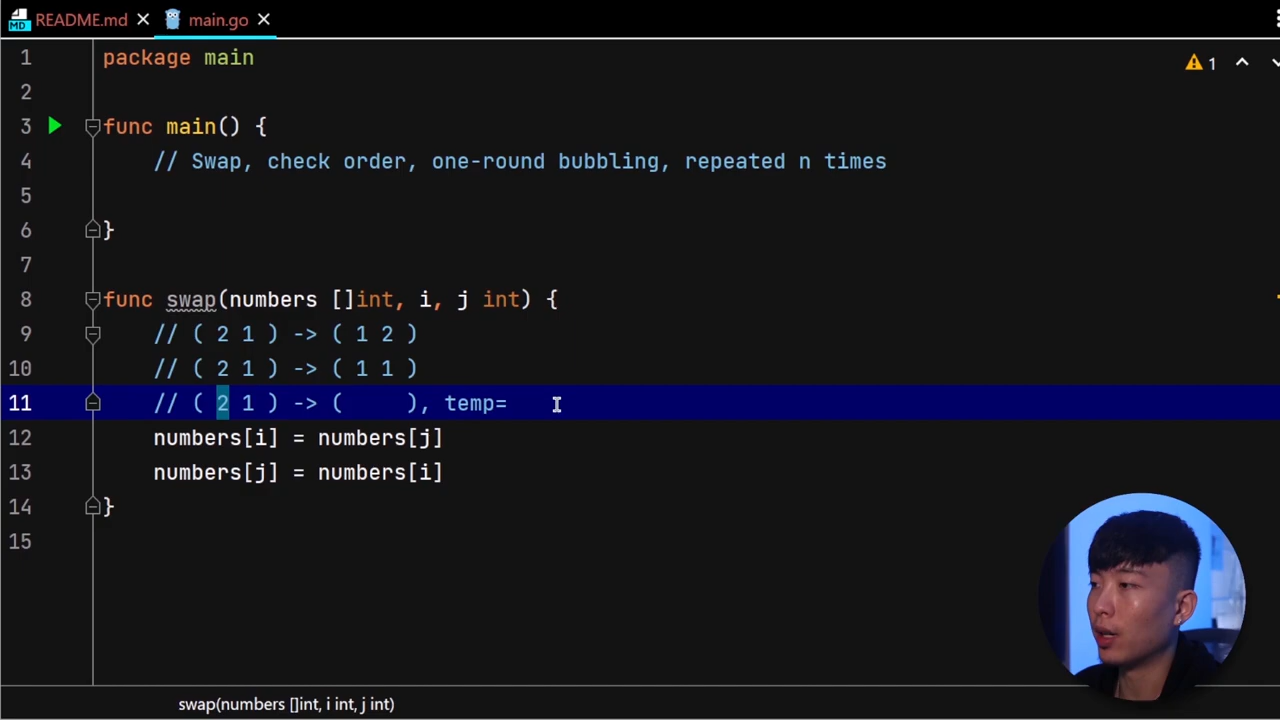 README.md main.go
1 package main
1
2
3 func main() {
4 // Swap, check order, one-round bubbling, repeated n times
5
6 }
7
8 func swap(numbers []int, i, j int) {
9 // ( 2 1 ) -> ( 1 2 )
10 // ( 2 1 ) -> ( 1 1 )
11 // ( 2 1 ) -> (      ), temp=
12 numbers[i] = numbers[j]
13 numbers[j] = numbers[i]
14 }
15
swap(numbers []int, i int, j int)